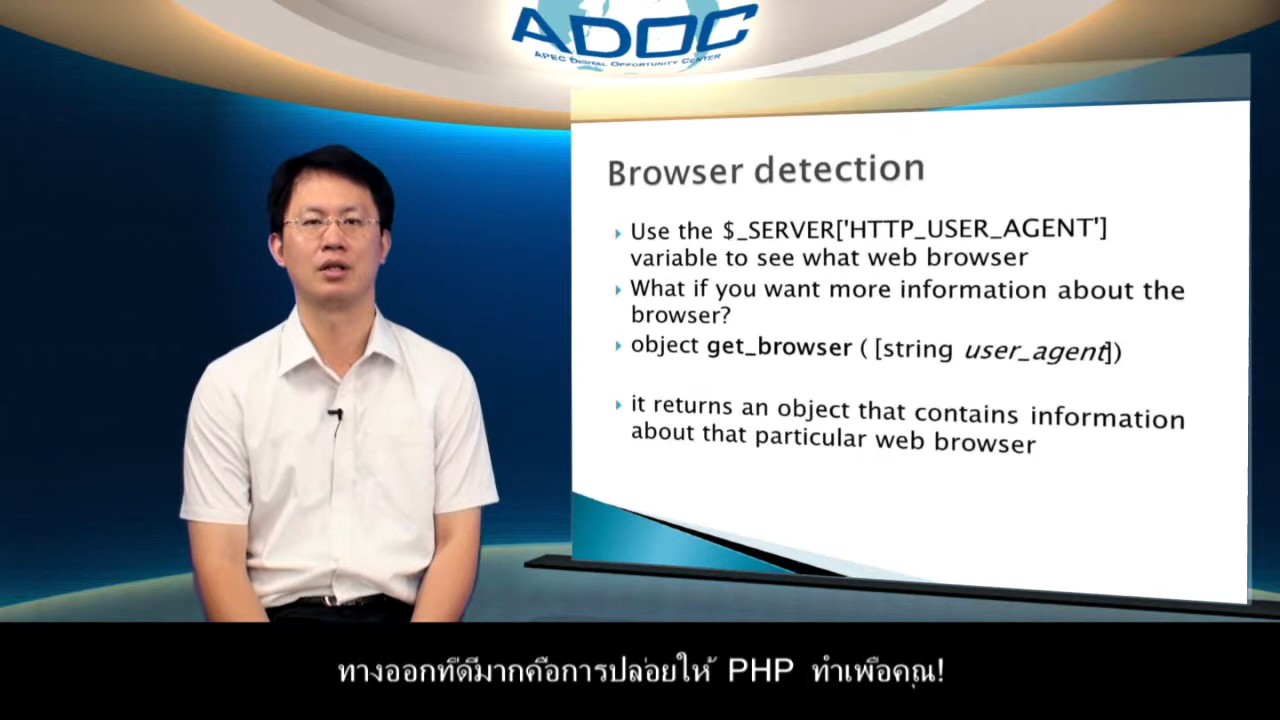 ADOC
APEC DIGITAL OPPORTUNITY CENTER
Browser detection
Use the $_SERVER['HTTP_USER_AGENT']
variable to see what web browser
What if you want more information about the
browser?
object get_browser ( [string user_agent])
it returns an object that contains information
about that particular web browser
ทางออกที่ดีมากคือการปล่อยให้ PHP ทำเพื่อคุณ!